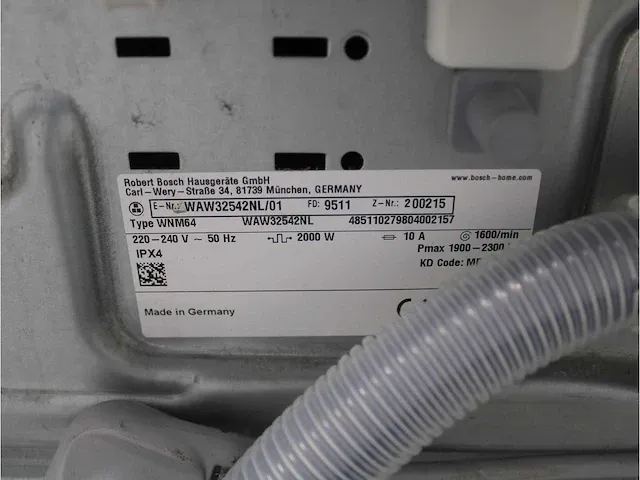 Robert Bosch Hausgeräte GmbH
Carl-Wery-Straße 34, 81739 München, GERMANY
www.bosch-home.com
E-Nr.: WAW32542NL/01 FD: 9511 Z-Nr.: 200215
Type WNM64 WAW32542NL 485110279804002157
220-240 V ~ 50 Hz 2000 W 10 A 1600/min
IPX4 Pmax 1900-2300
KD Code:
Made in Germany